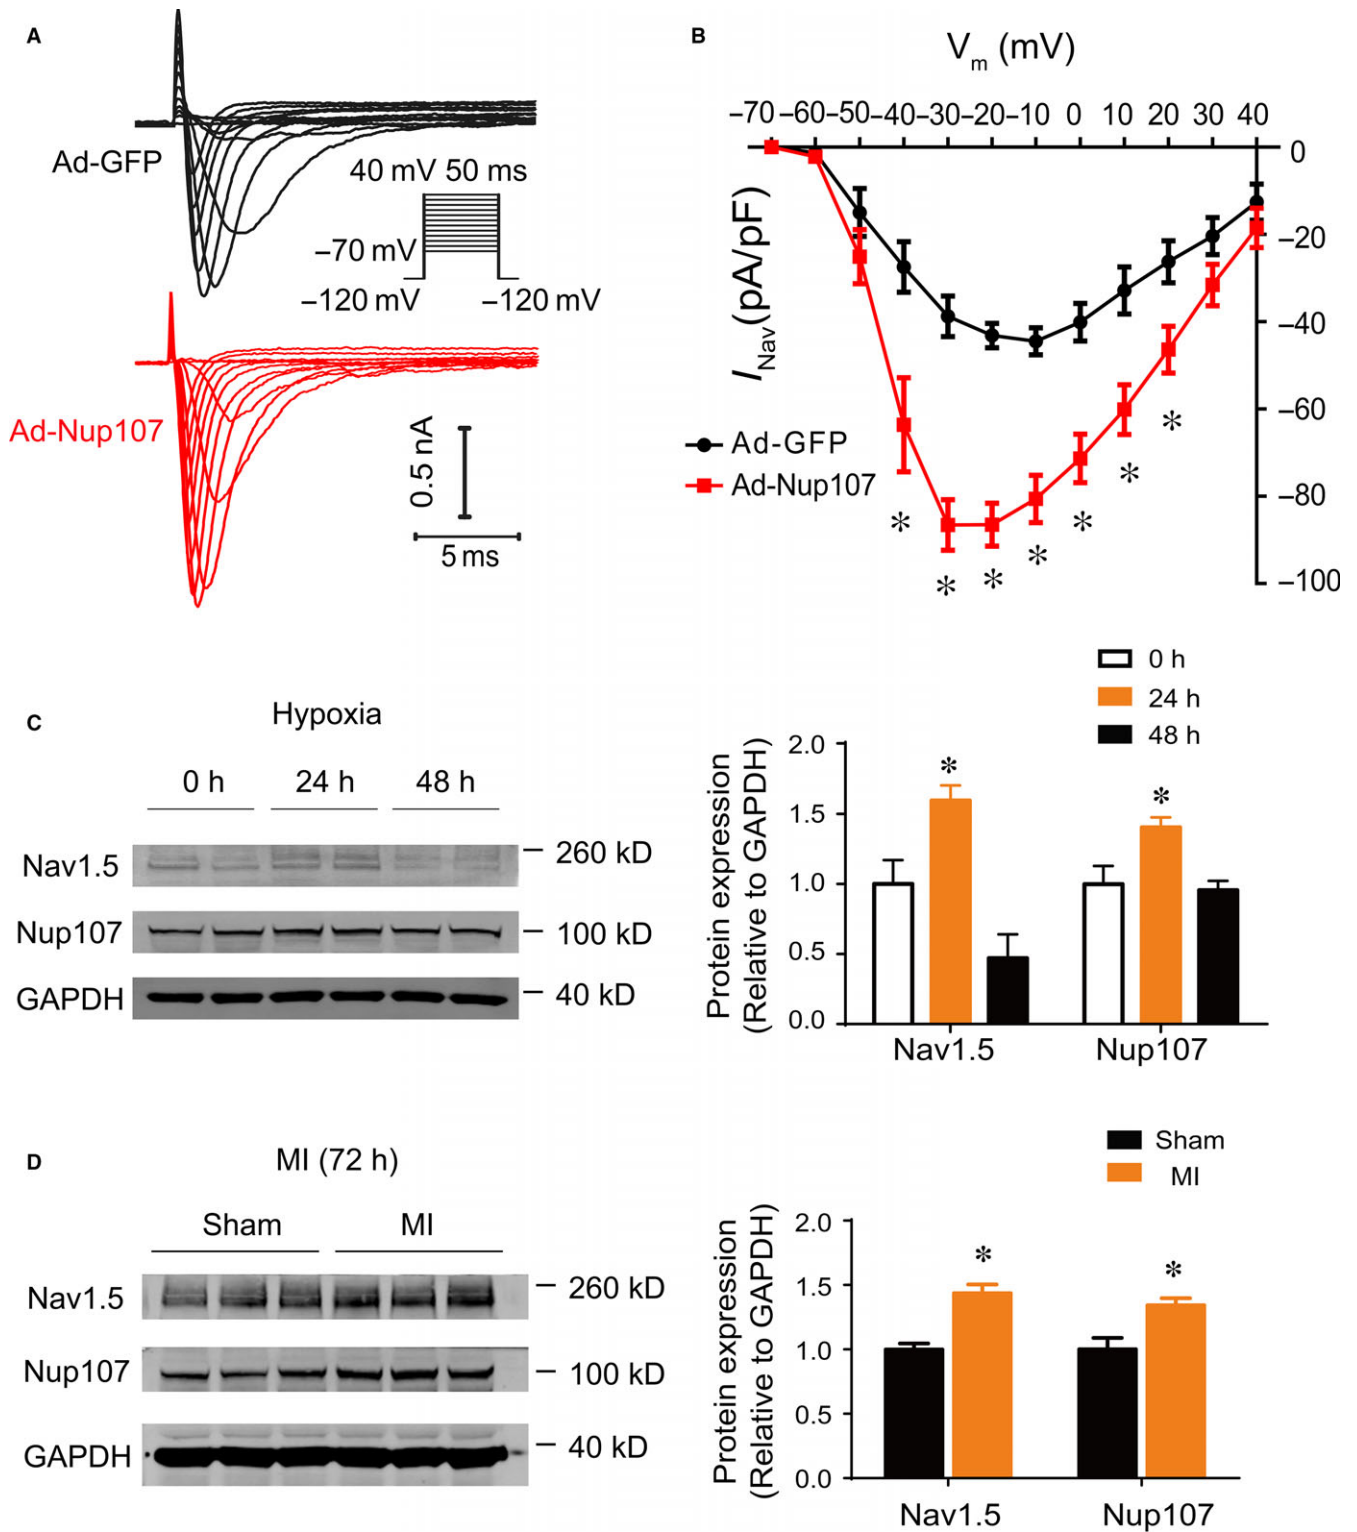 A
Ad-GFP
40 mV 50 ms
−70 mV
−120 mV
−120 mV
Ad-Nup107
0.5 nA
5 ms
B
Vm (mV)
−70 −60 −50 −40 −30 −20 −10 0 10 20 30 40
0
−20
−40
−60
−80
−100
INav(pA/pF)
Ad-GFP
Ad-Nup107
*
*
*
*
*
*
*
C
Hypoxia
0 h 24 h 48 h
Nav1.5
260 kD
Nup107
100 kD
GAPDH
40 kD
0 h
24 h
48 h
Protein expression
(Relative to GAPDH)
2.0
1.5
1.0
0.5
0.0
*
*
Nav1.5 Nup107
D
MI (72 h)
Sham MI
Nav1.5
260 kD
Nup107
100 kD
GAPDH
40 kD
Sham
MI
Protein expression
(Relative to GAPDH)
2.0
1.5
1.0
0.5
0.0
*
*
Nav1.5 Nup107